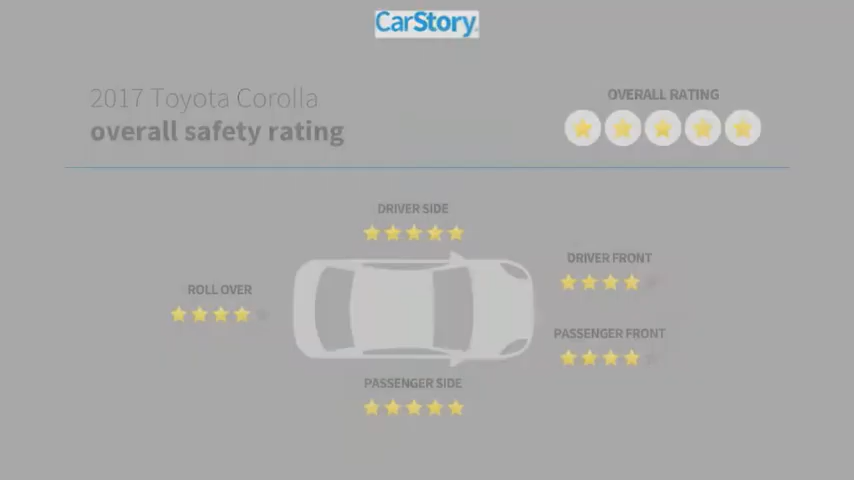 CarStory
2017 Toyota Corolla
overall safety rating
OVERALL RATING
DRIVER SIDE
DRIVER FRONT
ROLL OVER
PASSENGER FRONT
PASSENGER SIDE